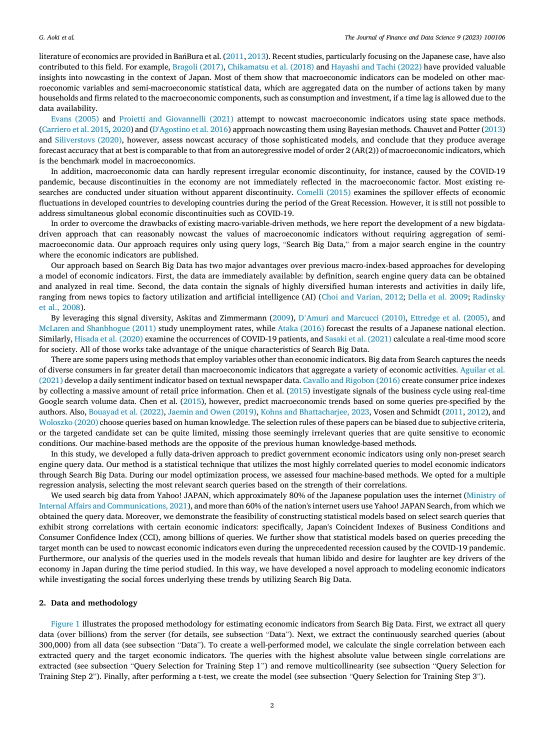 G. Aoki et al.
The Journal of Finance and Data Science 9 (2023) 100106
literature of economics are provided in BańBura et al. (2011, 2013). Recent studies, particularly focusing on the Japanese case, have also
contributed to this field. For example, Bragoli (2017), Chikamatsu et al. (2018) and Hayashi and Tachi (2022) have provided valuable
insights into nowcasting in the context of Japan. Most of them show that macroeconomic indicators can be modeled on other mac-
roeconomic variables and semi-macroeconomic statistical data, which are aggregated data on the number of actions taken by many
households and firms related to the macroeconomic components, such as consumption and investment, if a time lag is allowed due to the
data availability.
Evans (2005) and Proietti and Giovannelli (2021) attempt to nowcast macroeconomic indicators using state space methods.
(Carriero et al. 2015, 2020) and (D'Agostino et al. 2016) approach nowcasting them using Bayesian methods. Chauvet and Potter (2013)
and Siliverstovs (2020), however, assess nowcast accuracy of those sophisticated models, and conclude that they produce average
forecast accuracy that at best is comparable to that from an autoregressive model of order 2 (AR(2)) of macroeconomic indicators, which
is the benchmark model in macroeconomics.
In addition, macroeconomic data can hardly represent irregular economic discontinuity, for instance, caused by the COVID-19
pandemic, because discontinuities in the economy are not immediately reflected in the macroeconomic factor. Most existing re-
searches are conducted under situation without apparent discontinuity. Comelli (2015) examines the spillover effects of economic
fluctuations in developed countries to developing countries during the period of the Great Recession. However, it is still not possible to
address simultaneous global economic discontinuities such as COVID-19.
In order to overcome the drawbacks of existing macro-variable-driven methods, we here report the development of a new bigdata-
driven approach that can reasonably nowcast the values of macroeconomic indicators without requiring aggregation of semi-
macroeconomic data. Our approach requires only using query logs, "Search Big Data," from a major search engine in the country
where the economic indicators are published.
Our approach based on Search Big Data has two major advantages over previous macro-index-based approaches for developing
a model of economic indicators. First, the data are immediately available: by definition, search engine query data can be obtained
and analyzed in real time. Second, the data contain the signals of highly diversified human interests and activities in daily life,
ranging from news topics to factory utilization and artificial intelligence (AI) (Choi and Varian, 2012; Della et al. 2009; Radinsky
et al., 2008).
By leveraging this signal diversity, Askitas and Zimmermann (2009), D'Amuri and Marcucci (2010), Ettredge et al. (2005), and
McLaren and Shanbhogue (2011) study unemployment rates, while Ataka (2016) forecast the results of a Japanese national election.
Similarly, Hisada et al. (2020) examine the occurrences of COVID-19 patients, and Sasaki et al. (2021) calculate a real-time mood score
for society. All of those works take advantage of the unique characteristics of Search Big Data.
There are some papers using methods that employ variables other than economic indicators. Big data from Search captures the needs
of diverse consumers in far greater detail than macroeconomic indicators that aggregate a variety of economic activities. Aguilar et al.
(2021) develop a daily sentiment indicator based on textual newspaper data. Cavallo and Rigobon (2016) create consumer price indexes
by collecting a massive amount of retail price information. Chen et al. (2015) investigate signals of the business cycle using real-time
Google search volume data. Chen et al. (2015), however, predict macroeconomic trends based on some queries pre-specified by the
authors. Also, Bouayad et al. (2022), Jaemin and Owen (2019), Kohns and Bhattacharjee, 2023, Vosen and Schmidt (2011, 2012), and
Woloszko (2020) choose queries based on human knowledge. The selection rules of these papers can be biased due to subjective criteria,
or the targeted candidate set can be quite limited, missing those seemingly irrelevant queries that are quite sensitive to economic
conditions. Our machine-based methods are the opposite of the previous human knowledge-based methods.
In this study, we developed a fully data-driven approach to predict government economic indicators using only non-preset search
engine query data. Our method is a statistical technique that utilizes the most highly correlated queries to model economic indicators
through Search Big Data. During our model optimization process, we assessed four machine-based methods. We opted for a multiple
regression analysis, selecting the most relevant search queries based on the strength of their correlations.
We used search big data from Yahoo! JAPAN, which approximately 80% of the Japanese population uses the internet (Ministry of
Internal Affairs and Communications, 2021), and more than 60% of the nation's internet users use Yahoo! JAPAN Search, from which we
obtained the query data. Moreover, we demonstrate the feasibility of constructing statistical models based on select search queries that
exhibit strong correlations with certain economic indicators: specifically, Japan's Coincident Indexes of Business Conditions and
Consumer Confidence Index (CCI), among billions of queries. We further show that statistical models based on queries preceding the
target month can be used to nowcast economic indicators even during the unprecedented recession caused by the COVID-19 pandemic.
Furthermore, our analysis of the queries used in the models reveals that human libido and desire for laughter are key drivers of the
economy in Japan during the time period studied. In this way, we have developed a novel approach to modeling economic indicators
while investigating the social forces underlying these trends by utilizing Search Big Data.
2. Data and methodology
Figure 1 illustrates the proposed methodology for estimating economic indicators from Search Big Data. First, we extract all query
data (over billions) from the server (for details, see subsection "Data"). Next, we extract the continuously searched queries (about
300,000) from all data (see subsection "Data"). To create a well-performed model, we calculate the single correlation between each
extracted query and the target economic indicators. The queries with the highest absolute value between single correlations are
extracted (see subsection "Query Selection for Training Step 1") and remove multicollinearity (see subsection "Query Selection for
Training Step 2"). Finally, after performing a t-test, we create the model (see subsection "Query Selection for Training Step 3").
2